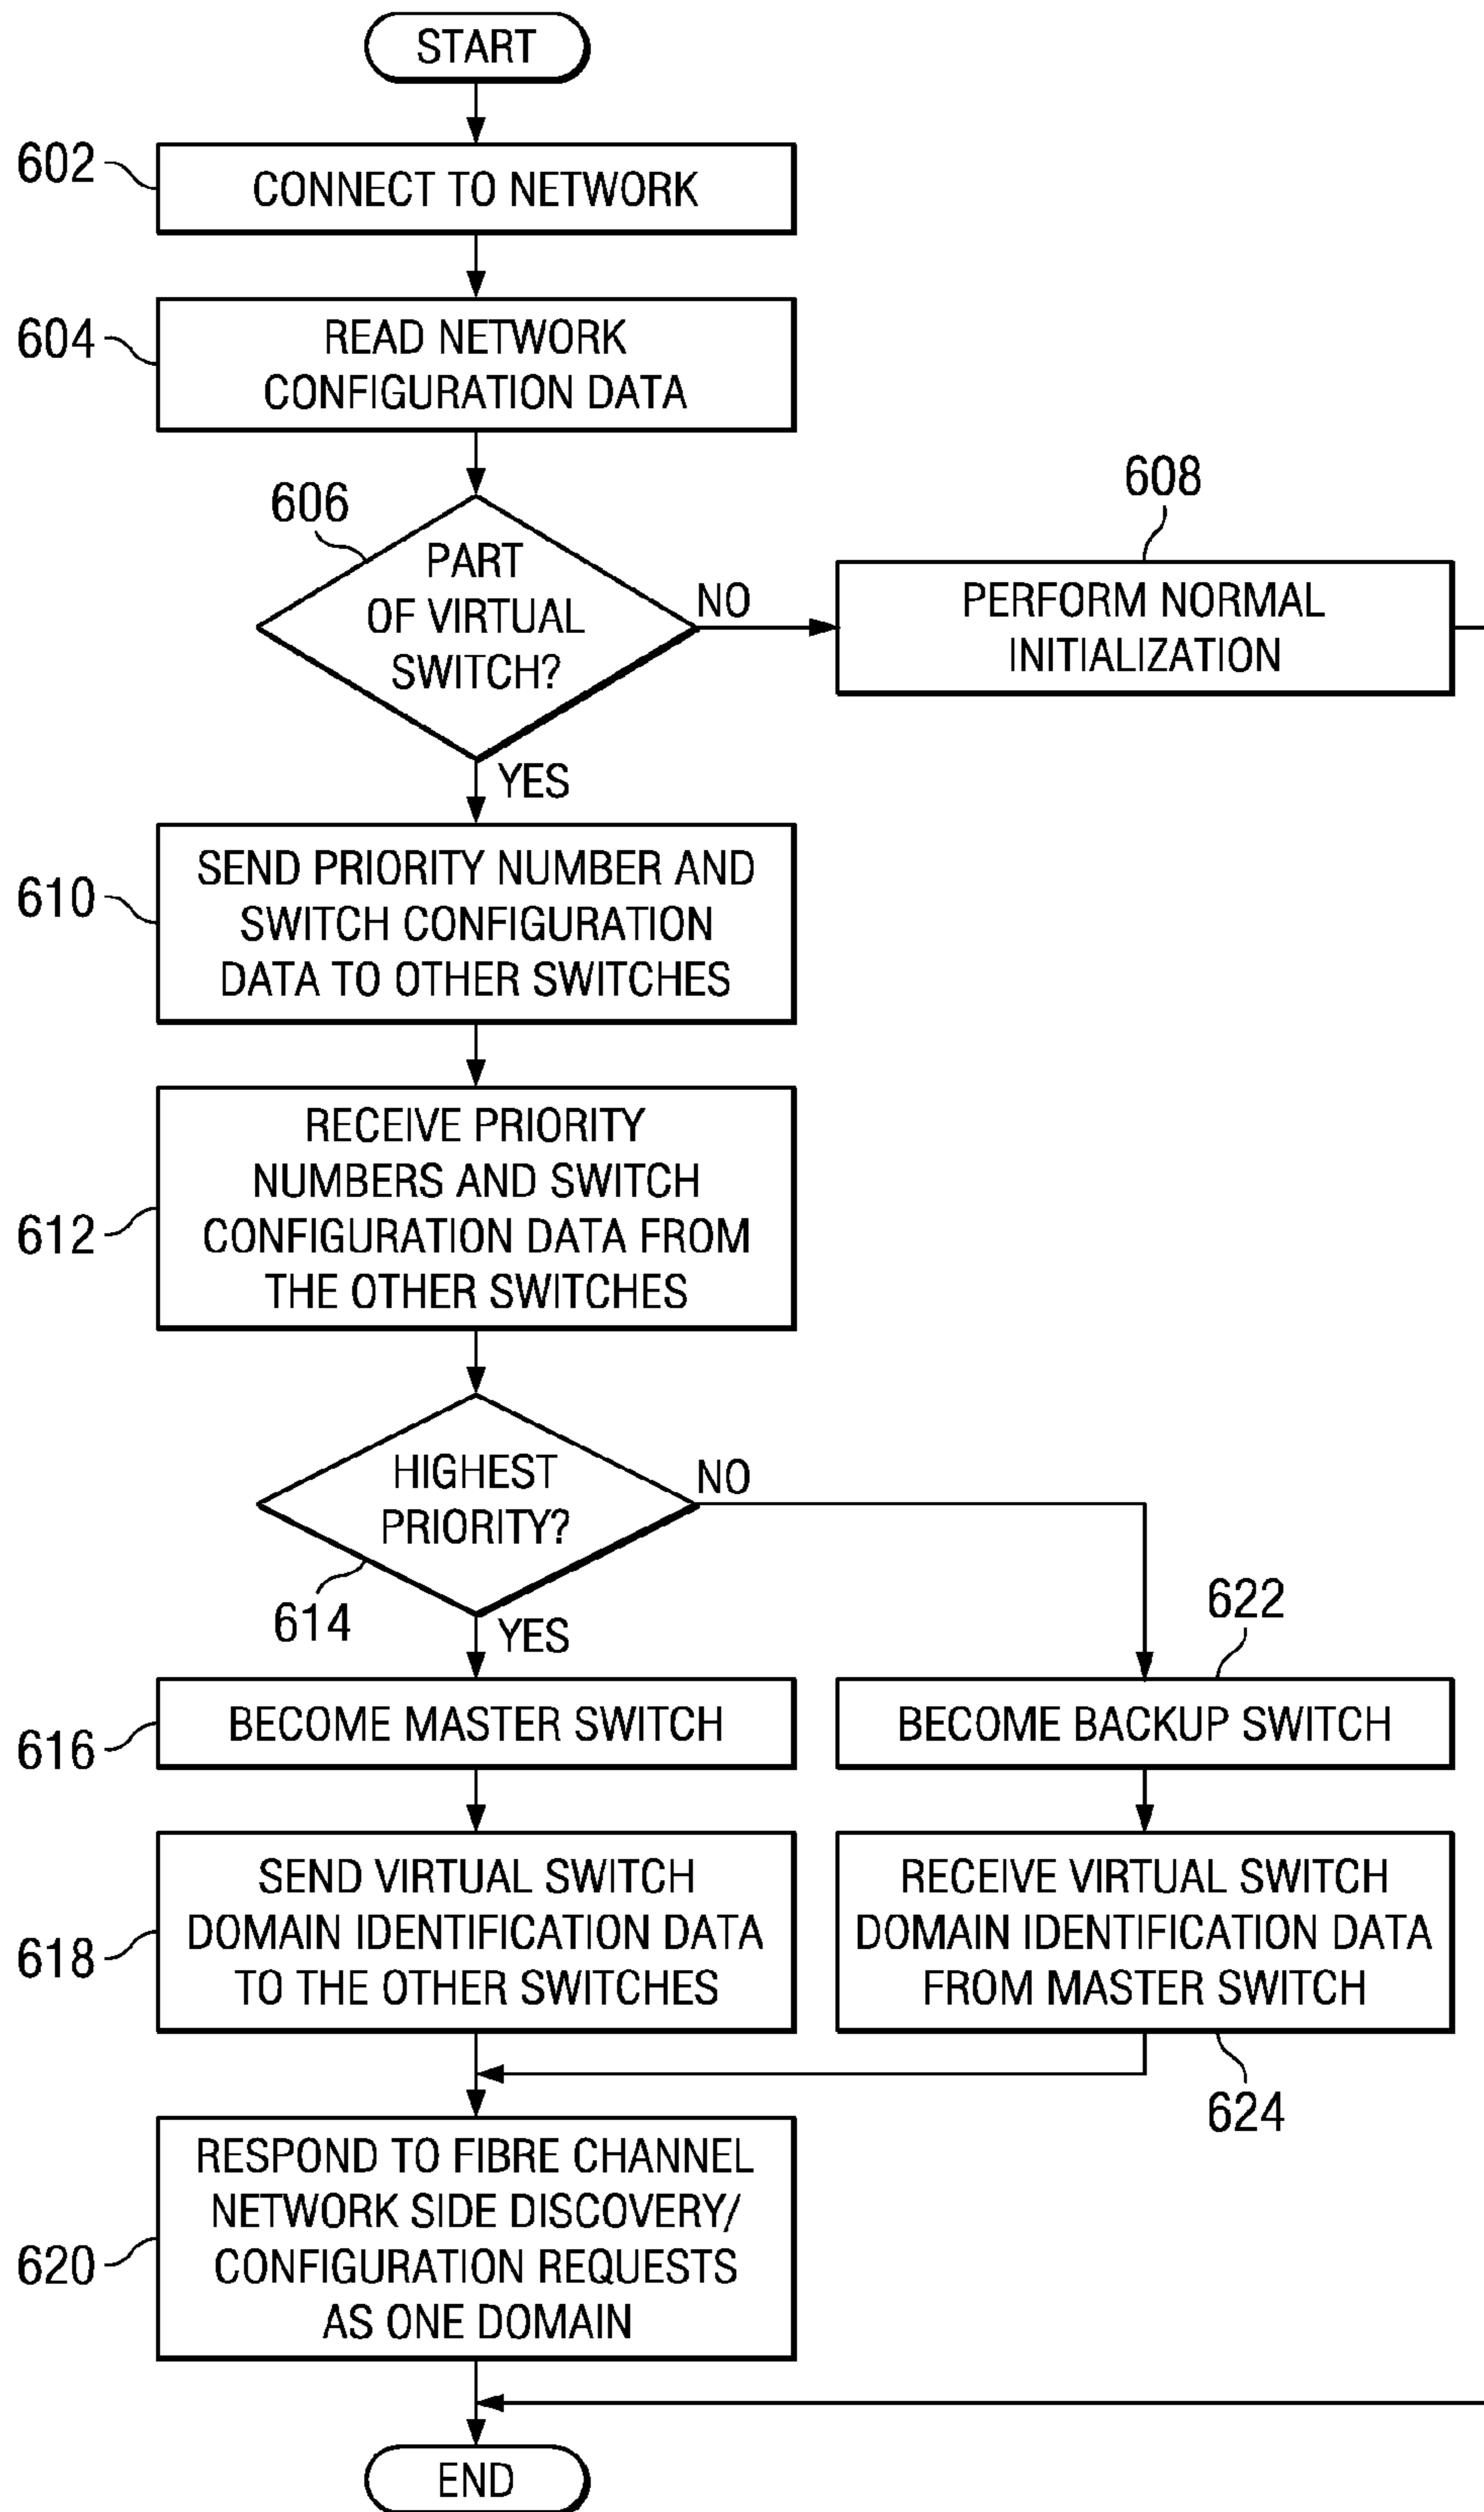 START
602
CONNECT TO NETWORK
604
READ NETWORK
CONFIGURATION DATA
606
PART
OF VIRTUAL
SWITCH?
NO
608
PERFORM NORMAL
INITIALIZATION
YES
610
SEND PRIORITY NUMBER AND
SWITCH CONFIGURATION
DATA TO OTHER SWITCHES
612
RECEIVE PRIORITY
NUMBERS AND SWITCH
CONFIGURATION DATA FROM
THE OTHER SWITCHES
HIGHEST
PRIORITY?
NO
614
YES
622
616
BECOME MASTER SWITCH
BECOME BACKUP SWITCH
618
SEND VIRTUAL SWITCH
DOMAIN IDENTIFICATION DATA
TO THE OTHER SWITCHES
RECEIVE VIRTUAL SWITCH
DOMAIN IDENTIFICATION DATA
FROM MASTER SWITCH
624
620
RESPOND TO FIBRE CHANNEL
NETWORK SIDE DISCOVERY/
CONFIGURATION REQUESTS
AS ONE DOMAIN
END